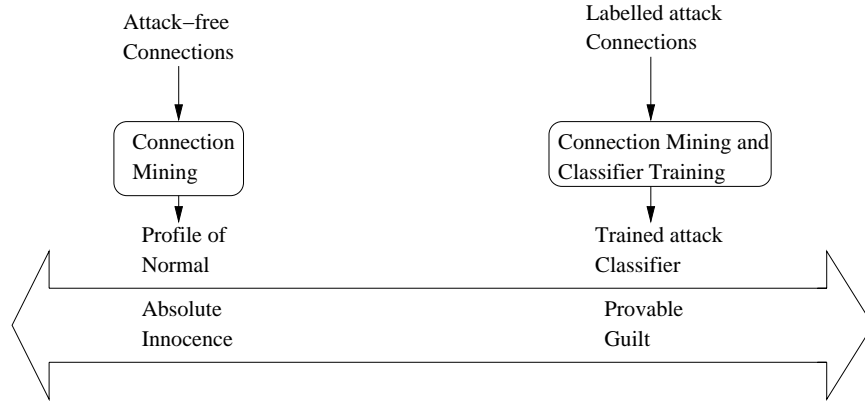 Attack–free
Connections
Labelled attack
Connections
Connection
Mining
Connection Mining and
Classifier Training
Profile of
Normal
Trained attack
Classifier
Absolute
Innocence
Provable
Guilt